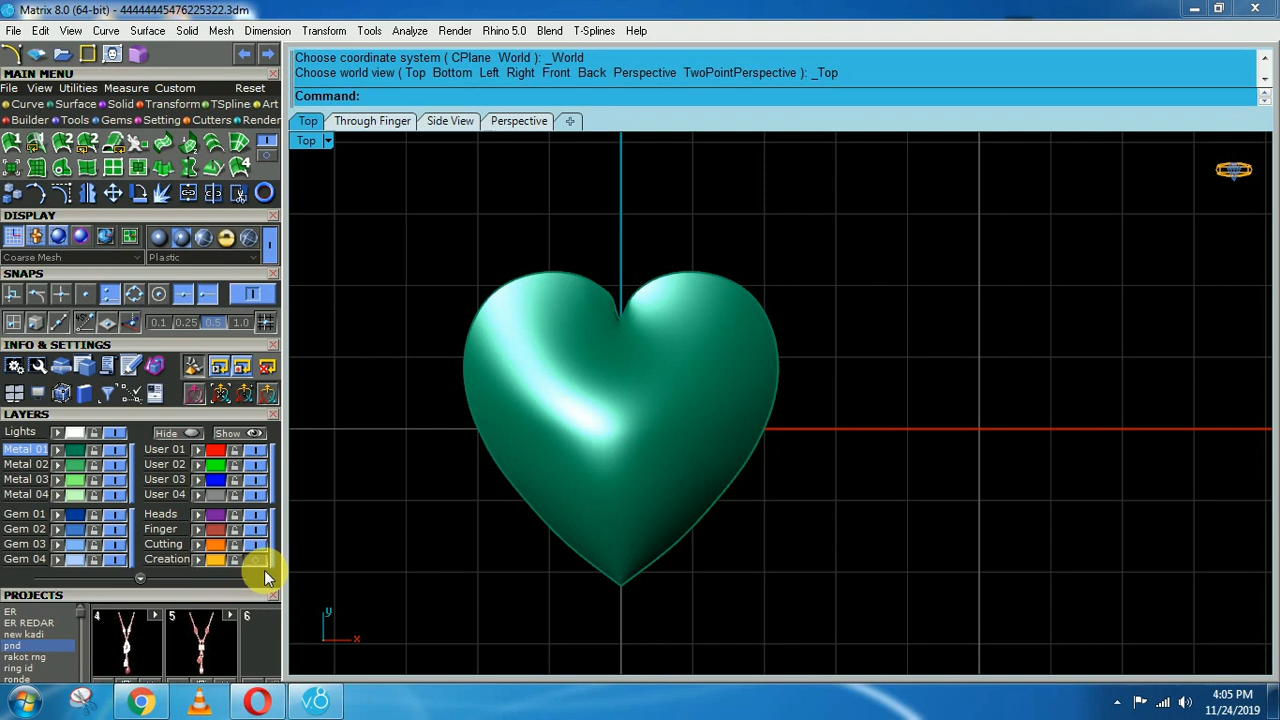 Matrix 8.0 (64-bit) - 44444445476225322.3dm
File Edit View Curve Surface Solid Mesh Dimension Transform Tools Analyze Render Rhino 5.0 Blend T-Splines Help
Choose coordinate system ( CPlane World ): _World
Choose world view ( Top Bottom Left Right Front Back Perspective TwoPointPerspective ): _Top
Command:
MAIN MENU
File View Utilities Measure Custom Reset
Curve Surface Solid Transform TSpline Art
Builder Tools Gems Setting Cutters Render
Top Through Finger Side View Perspective
Top
1 2 2
4
DISPLAY
Coarse Mesh Plastic
SNAPS
0.1 0.25 0.5 1.0
INFO & SETTINGS
LAYERS
Lights Hide Show
Metal 01 User 01
Metal 02 User 02
Metal 03 User 03
Metal 04 User 04
Gem 01 Heads
Gem 02 Finger
Gem 03 Cutting
Gem 04 Creation
PROJECTS
ER
ER REDAR
new kadi
pnd
rakot rng
ring id
ronde
4 5 6
y
x
4:05 PM
11/24/2019